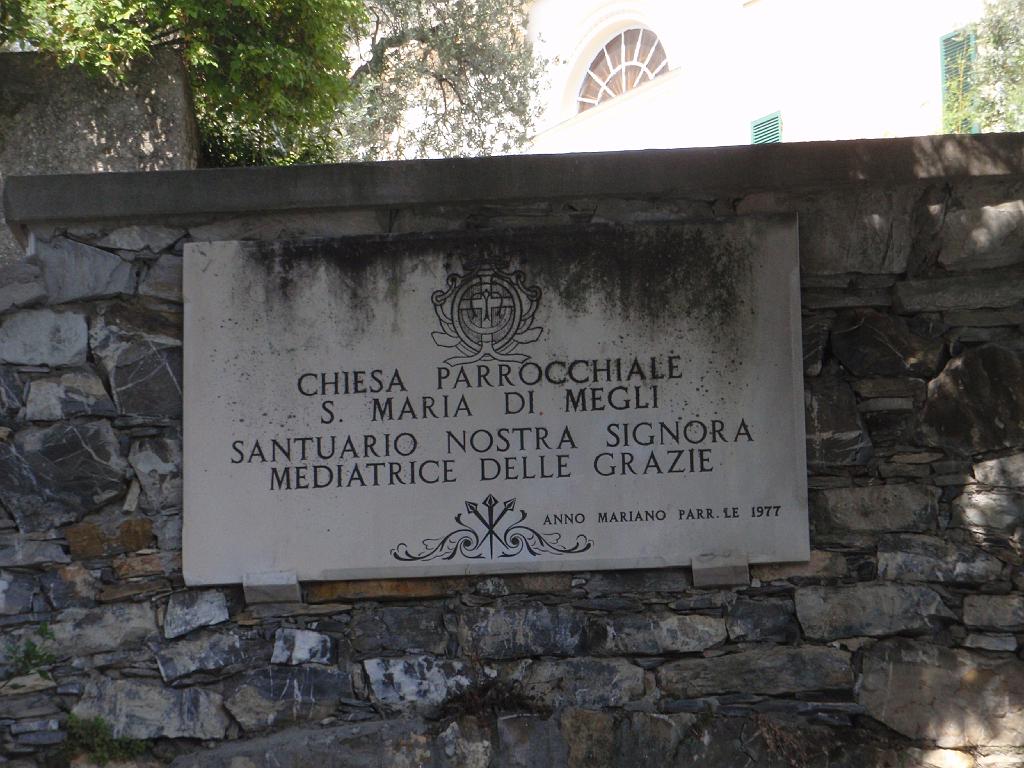 CHIESA PARROCCHIALE
S. MARIA DI MEGLI
SANTUARIO NOSTRA SIGNORA
MEDIATRICE DELLE GRAZIE
ANNO MARIANO PARR.LE 1977